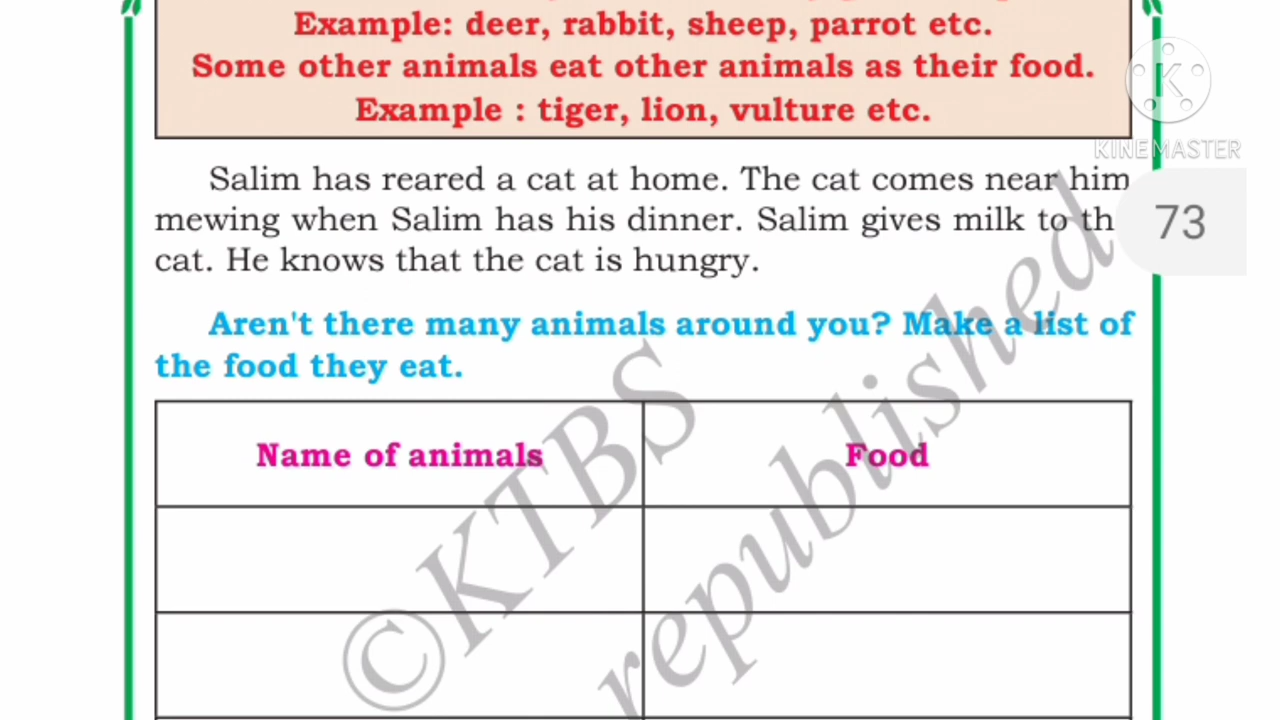 Example: deer, rabbit, sheep, parrot etc.
Some other animals eat other animals as their food.
Example : tiger, lion, vulture etc.
KINEMASTER
Salim has reared a cat at home. The cat comes near him
mewing when Salim has his dinner. Salim gives milk to th
73
cat. He knows that the cat is hungry.
Aren't there many animals around you? Make a list of
the food they eat.
Name of animals
Food
©KTBS
republished